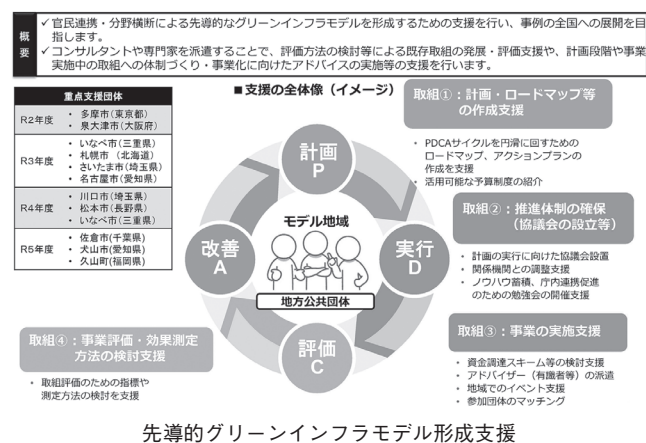 概要
✓官民連携・分野横断による先導的なグリーンインフラモデルを形成するための支援を行い、事例の全国への展開を目
指します。
✓コンサルタントや専門家を派遣することで、評価方法の検討等による既存取組の発展・評価支援や、計画段階や事業
実施中の取組への体制づくり・事業化に向けたアドバイスの実施等の支援を行います。
重点支援団体
R2年度
・ 多摩市(東京都)
・ 泉大津市(大阪府)
R3年度
・ いなべ市(三重県)
・ 札幌市 (北海道)
・ さいたま市(埼玉県)
・ 名古屋市(愛知県)
R4年度
・ 川口市(埼玉県)
・ 松本市(長野県)
・ いなべ市(三重県)
R5年度
・ 佐倉市(千葉県)
・ 犬山市(愛知県)
・ 久山町(福岡県)
■支援の全体像(イメージ)
計画
P
実行
D
評価
C
改善
A
モデル地域
地方公共団体
取組①:計画・ロードマップ等
の作成支援
・ PDCAサイクルを円滑に回すための
ロードマップ、アクションプランの
作成を支援
・ 活用可能な予算制度の紹介
取組②:推進体制の確保
(協議会の設立等)
・ 計画の実行に向けた協議会設置
・ 関係機関との調整支援
・ ノウハウ蓄積、庁内連携促進
のための勉強会の開催支援
取組③:事業の実施支援
・ 資金調達スキーム等の検討支援
・ アドバイザー(有識者等)の派遣
・ 地域でのイベント支援
・ 参加団体のマッチング
取組④:事業評価・効果測定
方法の検討支援
・ 取組評価のための指標や
測定方法の検討を支援
先導的グリーンインフラモデル形成支援